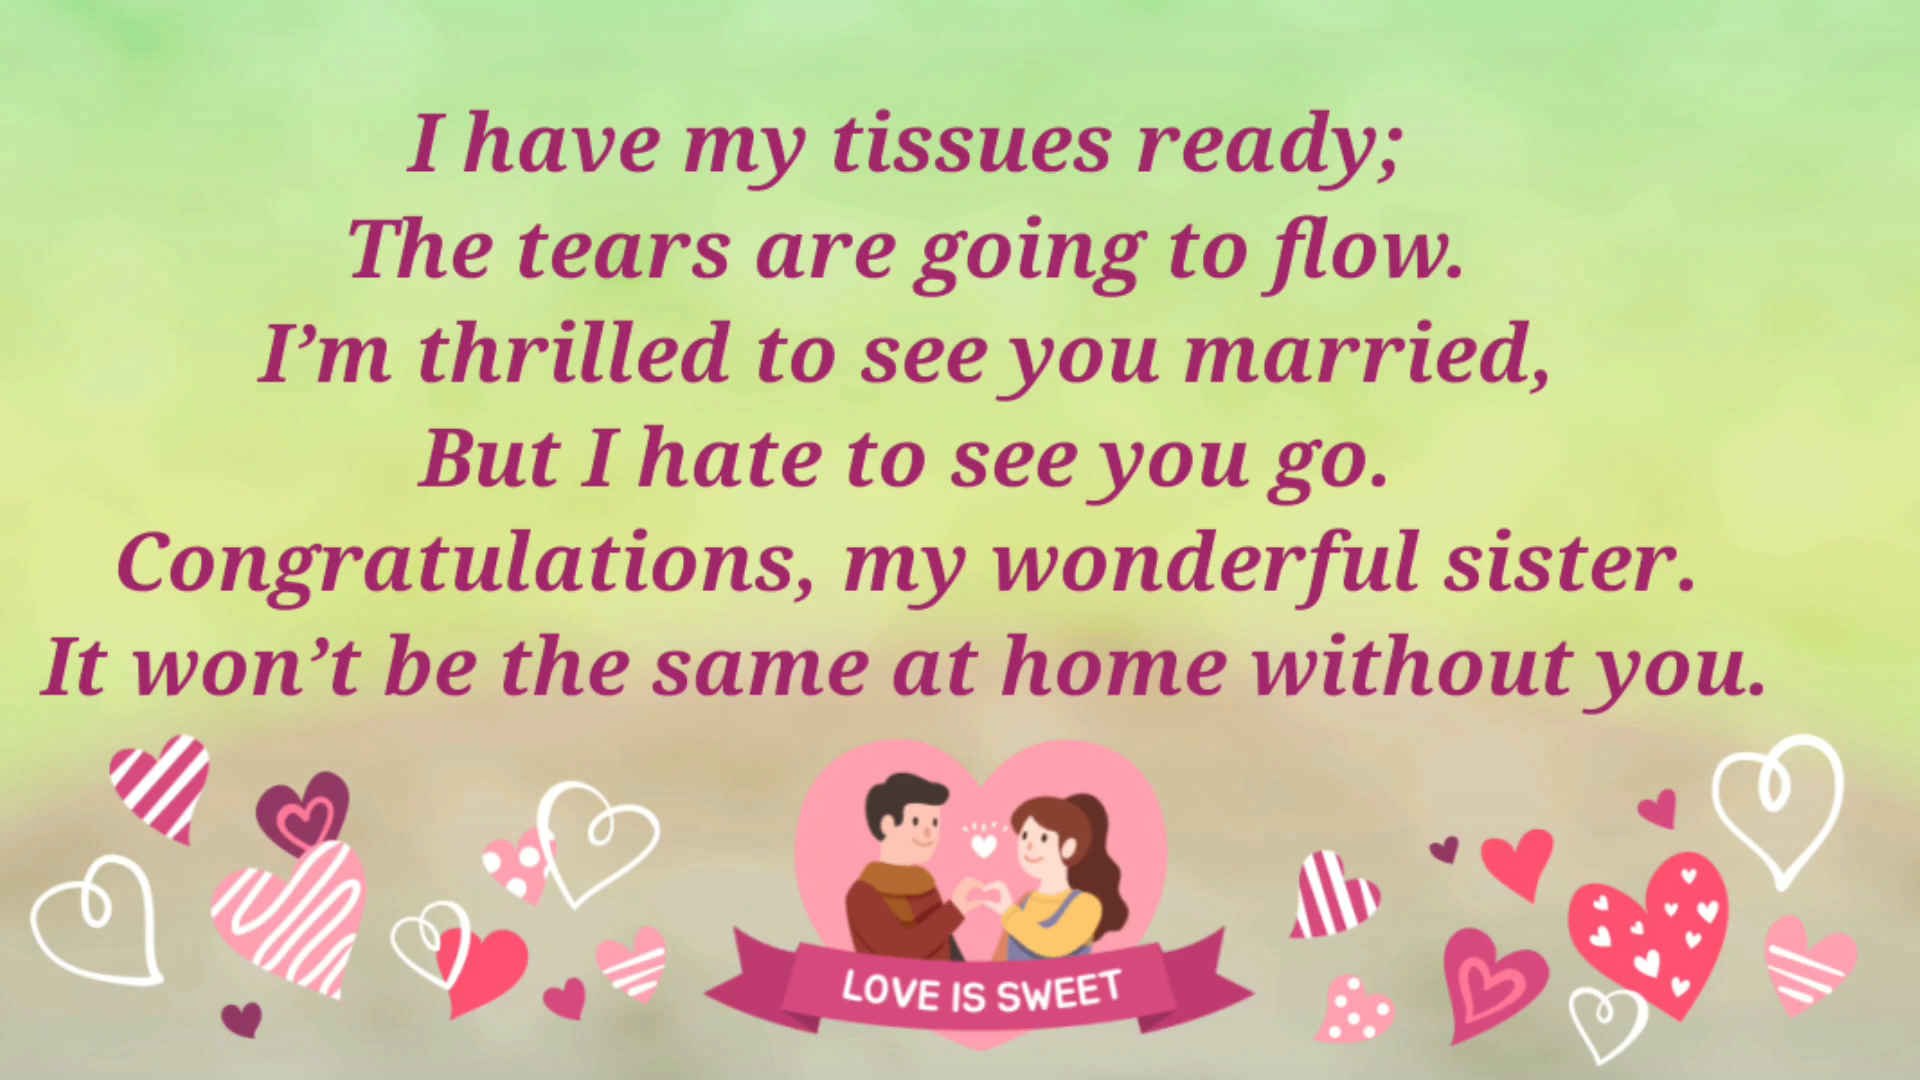 I have my tissues ready;
The tears are going to flow.
I’m thrilled to see you married,
But I hate to see you go.
Congratulations, my wonderful sister.
It won’t be the same at home without you.
LOVE IS SWEET